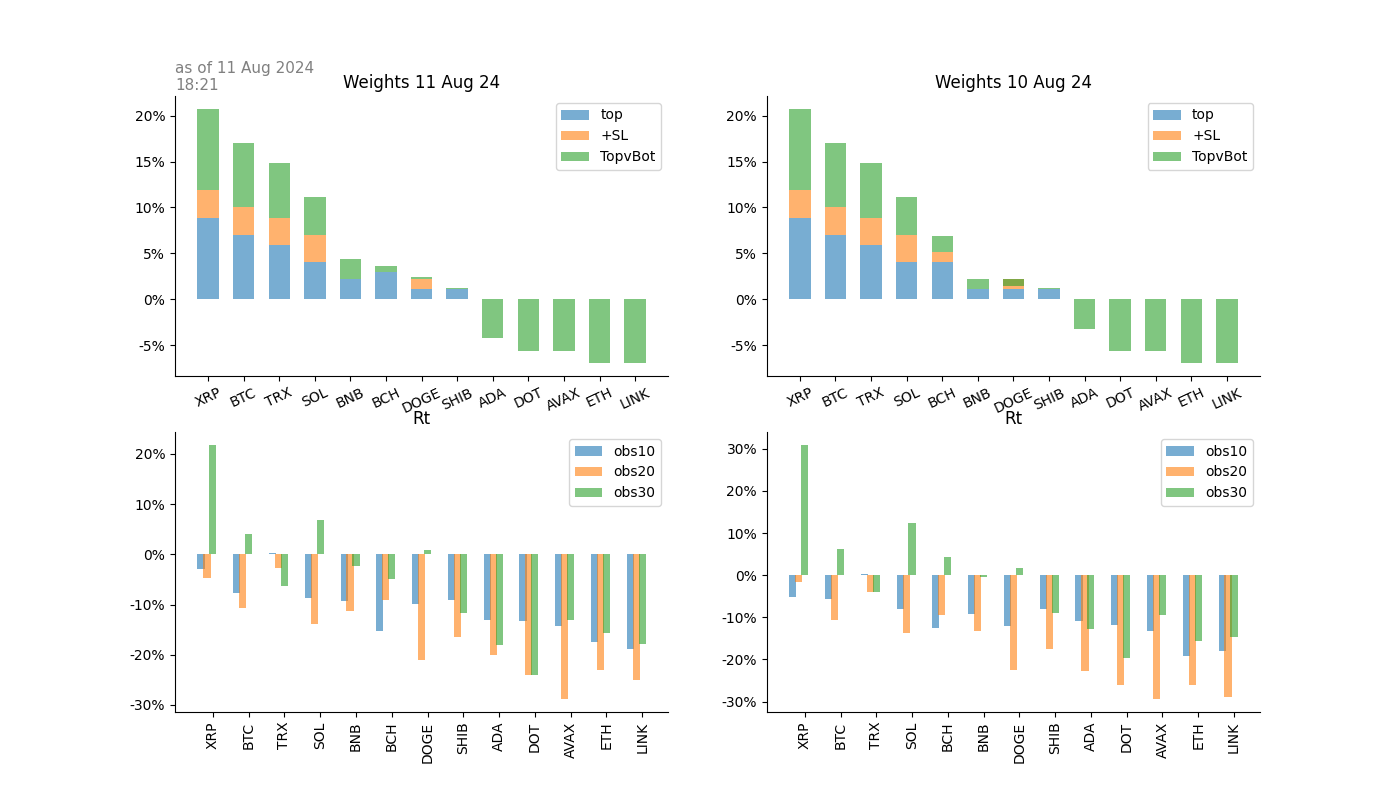 as of 11 Aug 2024
18:21
Weights 11 Aug 24
20%
15%
10%
5%
0%
-5%
top
+SL
TopvBot
XRP BTC TRX SOL BNB BCH DOGE SHIB ADA DOT AVAX ETH LINK
Weights 10 Aug 24
20%
15%
10%
5%
0%
-5%
top
+SL
TopvBot
XRP BTC TRX SOL BCH BNB DOGE SHIB ADA DOT AVAX ETH LINK
Rt
20%
10%
0%
-10%
-20%
-30%
obs10
obs20
obs30
XRP BTC TRX SOL BNB BCH DOGE SHIB ADA DOT AVAX ETH LINK
Rt
30%
20%
10%
0%
-10%
-20%
-30%
obs10
obs20
obs30
XRP BTC TRX SOL BCH BNB DOGE SHIB ADA DOT AVAX ETH LINK